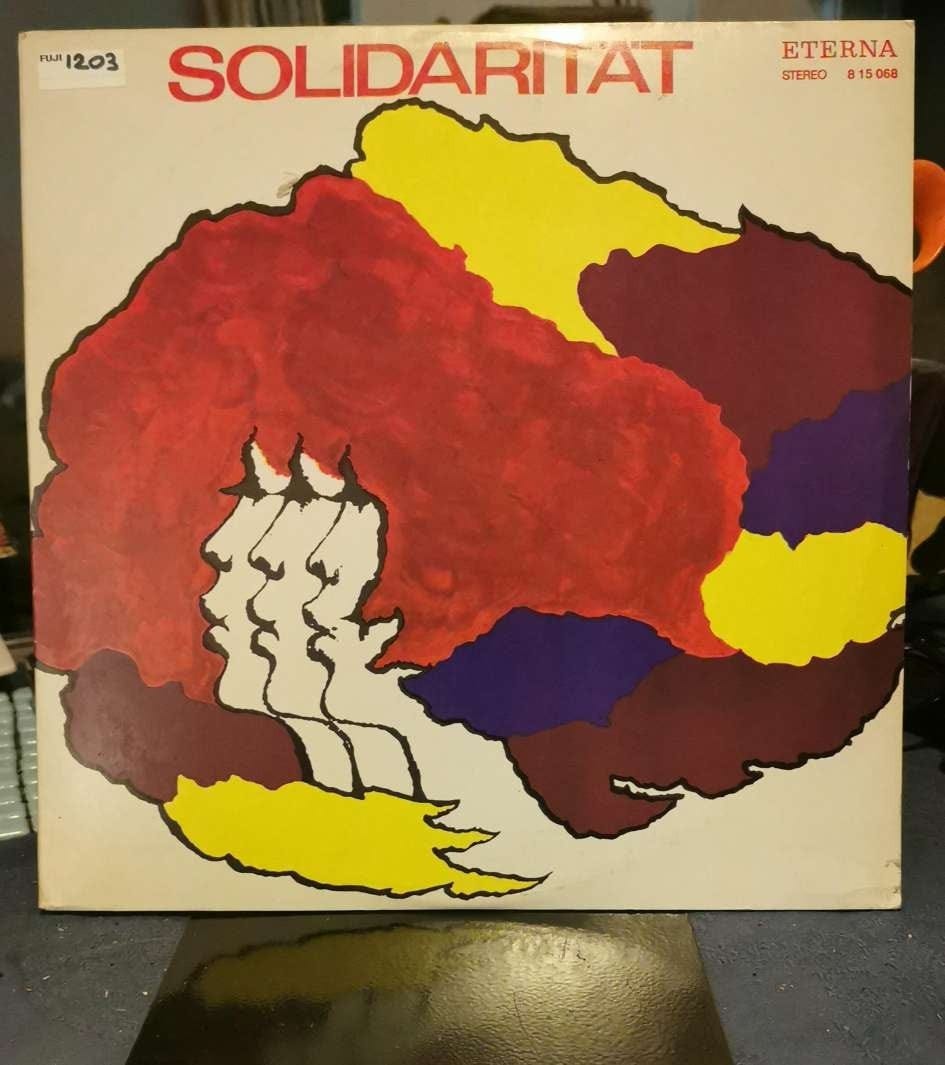 FUJI 1203
SOLIDARITÄT
ETERNA
STEREO 8 15 068